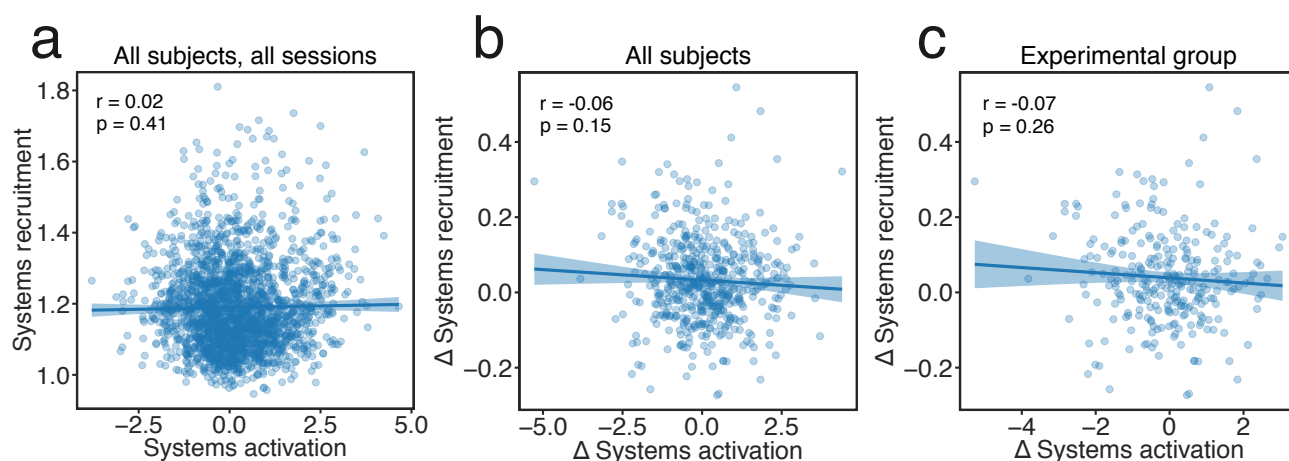 a
All subjects, all sessions
r = 0.02
p = 0.41
Systems recruitment
1.8
1.6
1.4
1.2
1.0
−2.5
0.0
2.5
5.0
Systems activation
b
All subjects
r = -0.06
p = 0.15
Δ Systems recruitment
0.4
0.2
0.0
−0.2
−5.0
−2.5
0.0
2.5
Δ Systems activation
c
Experimental group
r = -0.07
p = 0.26
Δ Systems recruitment
0.4
0.2
0.0
−0.2
−4
−2
0
2
Δ Systems activation